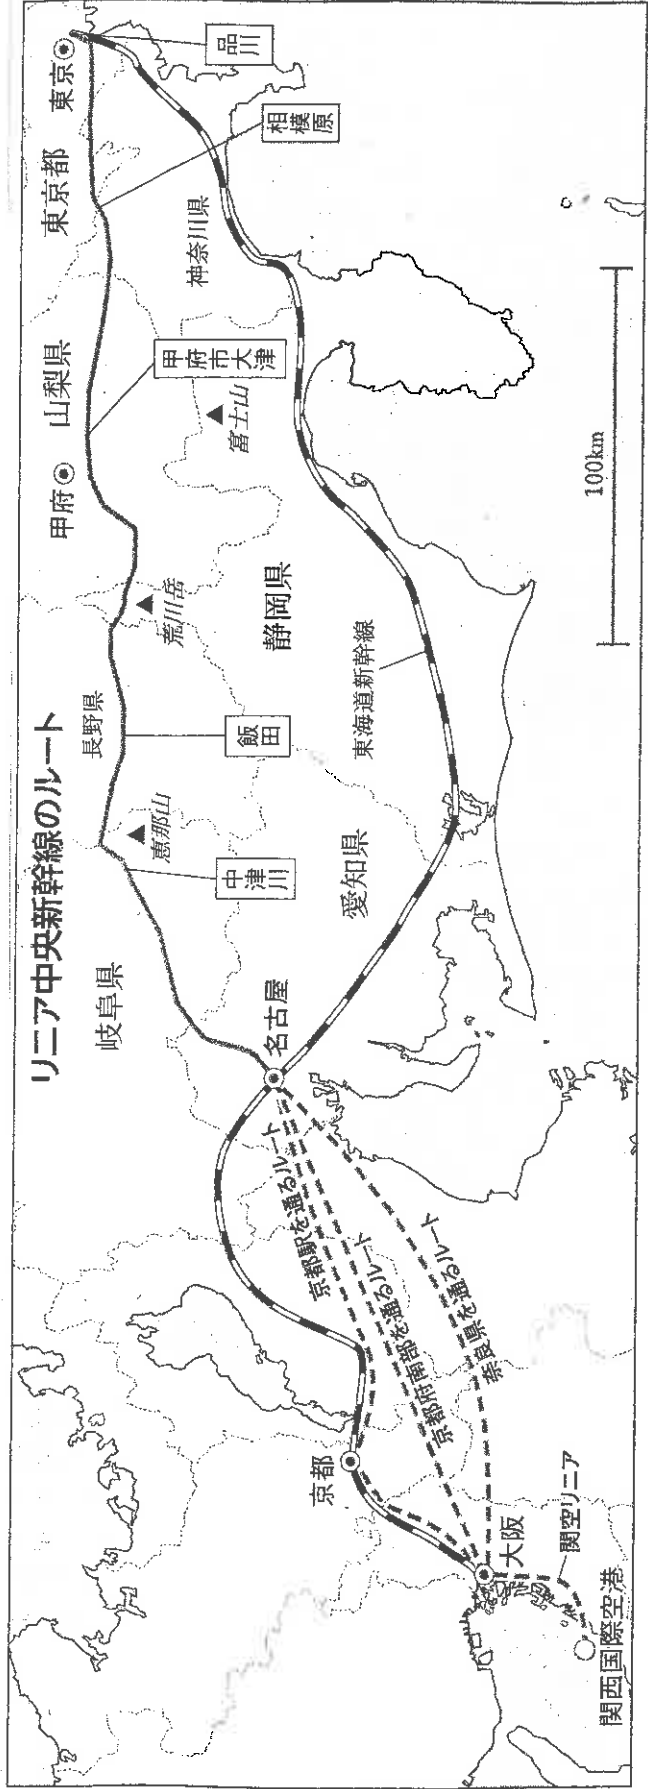 リニア中央新幹線のルート
東京
品川
東京都
相模原
神奈川県
山梨県
甲府市大津
甲府
富士山
荒川岳
静岡県
長野県
飯田
東海道新幹線
100km
恵那山
中津川
愛知県
岐阜県
名古屋
京都駅を通るルート
京都府南部を通るルート
奈良県を通るルート
京都
大阪
関空リニア
関西国際空港